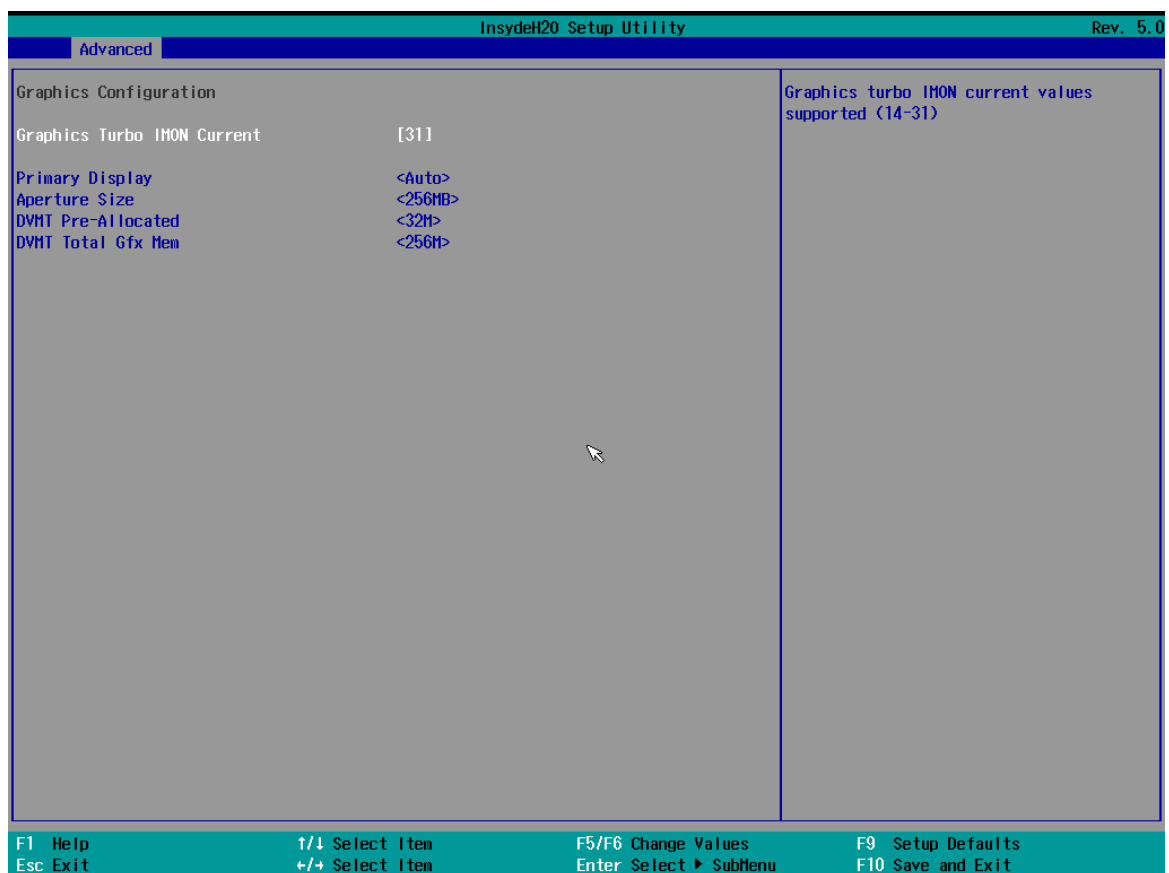 InsydeH20 Setup Utility Rev. 5.0
Advanced
Graphics Configuration
Graphics Turbo IMON Current [31]
Primary Display <Auto>
Aperture Size <256MB>
DVMT Pre-Allocated <32M>
DVMT Total Gfx Mem <256M>
Graphics turbo IMON current values
supported (14-31)
F1 Help ↑/↓ Select Item F5/F6 Change Values F9 Setup Defaults
Esc Exit ←/→ Select Item Enter Select ▶ SubMenu F10 Save and Exit